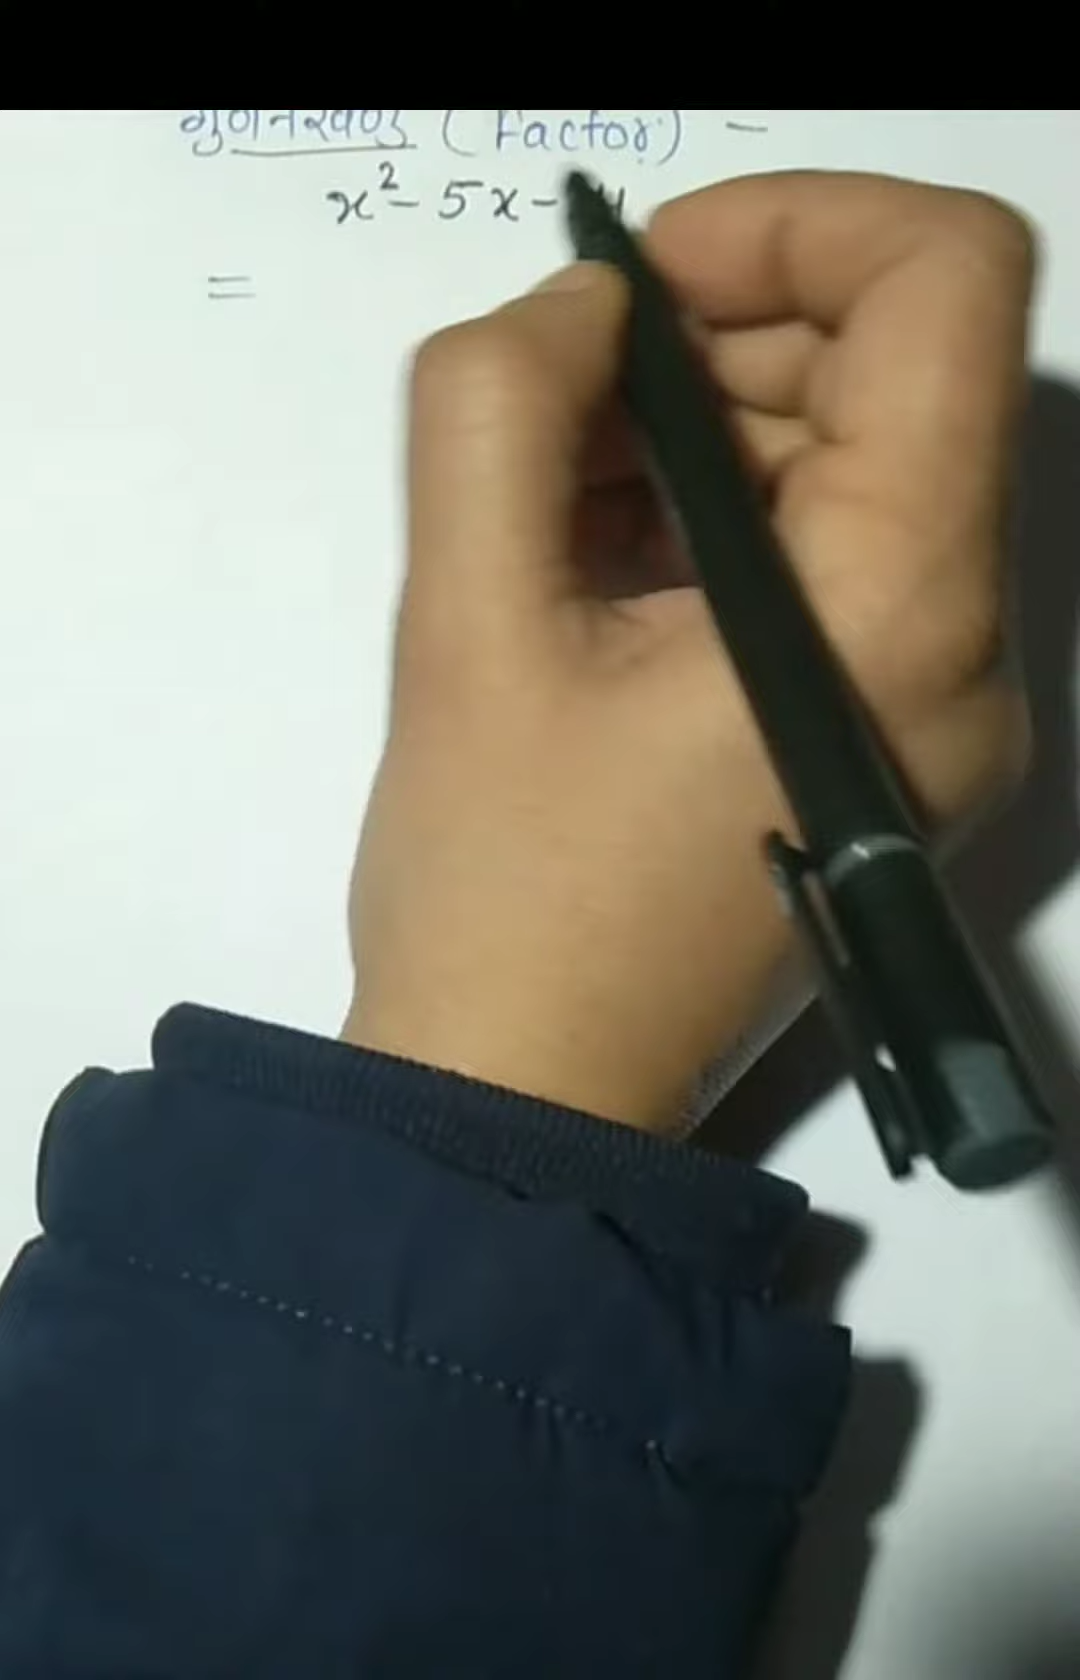 गुणनखण्ड (Factor) -
x² - 5x -
=